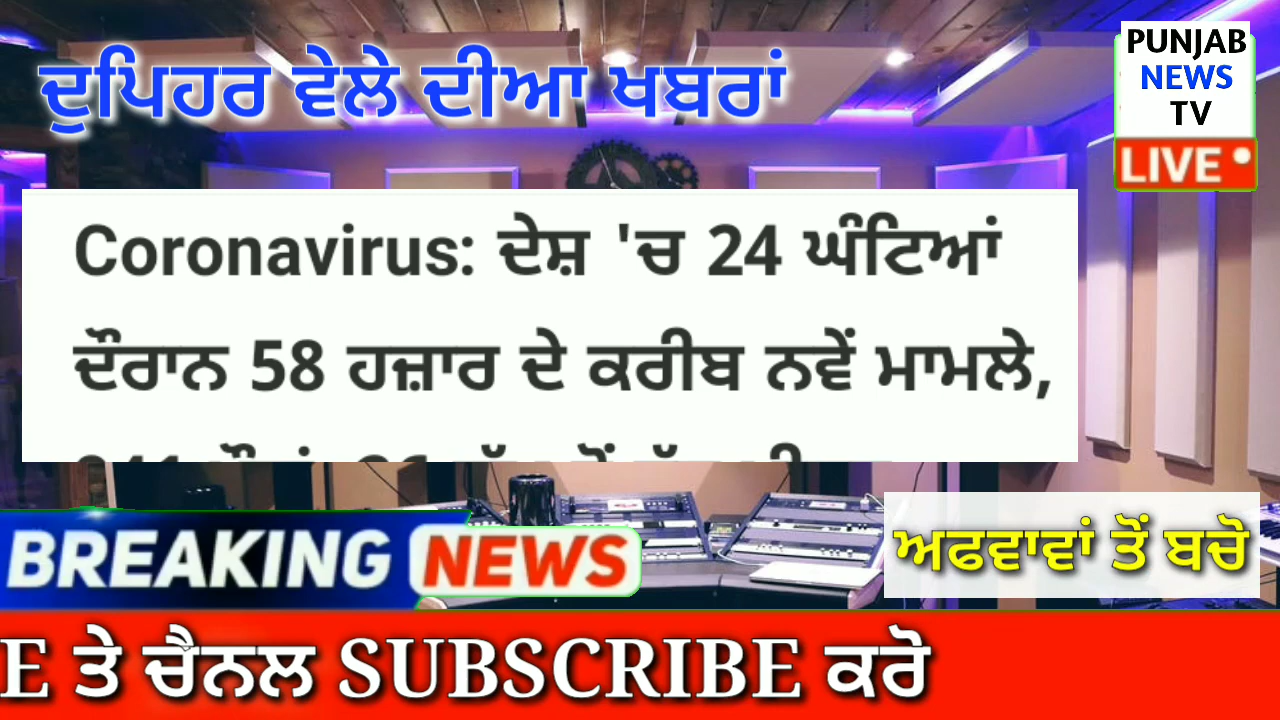 ਦੁਪਿਹਰ ਵੇਲੇ ਦੀਆ ਖਬਰਾਂ
PUNJAB
NEWS
TV
LIVE
Coronavirus: ਦੇਸ਼ 'ਚ 24 ਘੰਟਿਆਂ
ਦੌਰਾਨ 58 ਹਜ਼ਾਰ ਦੇ ਕਰੀਬ ਨਵੇਂ ਮਾਮਲੇ,
BREAKING NEWS
ਅਫਵਾਵਾਂ ਤੋਂ ਬਚੋ
E ਤੇ ਚੈਨਲ SUBSCRIBE ਕਰੋ